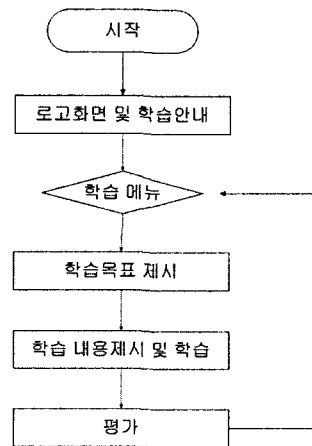 시작
로고화면 및 학습안내
학습 메뉴
학습목표 제시
학습 내용제시 및 학습
평가